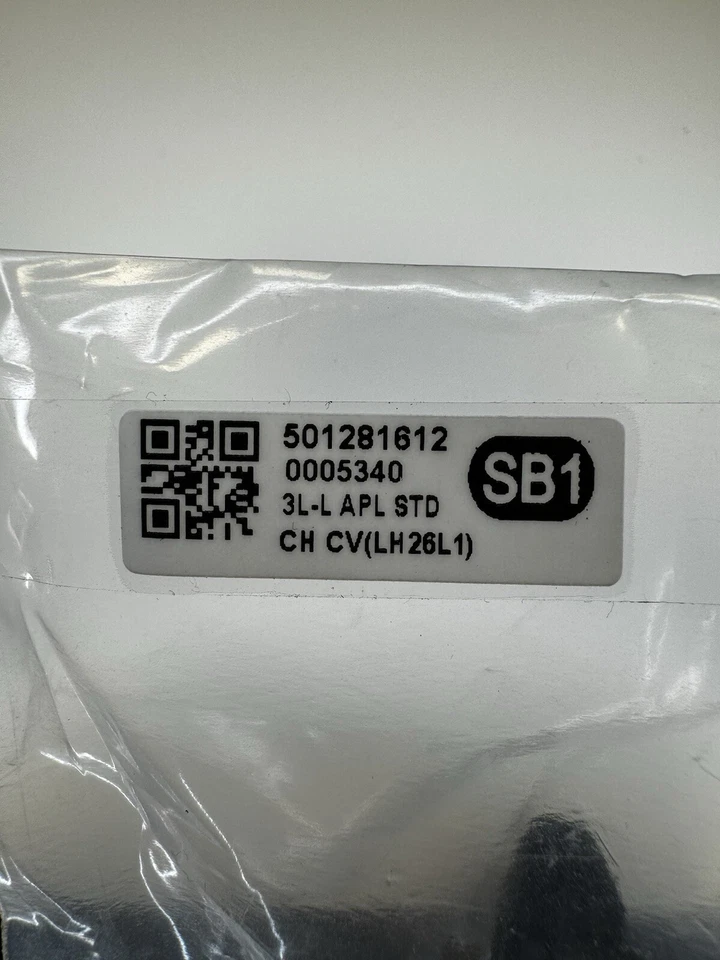 501281612
0005340
3L-L APL STD
CH CV(LH26L1)
SB1